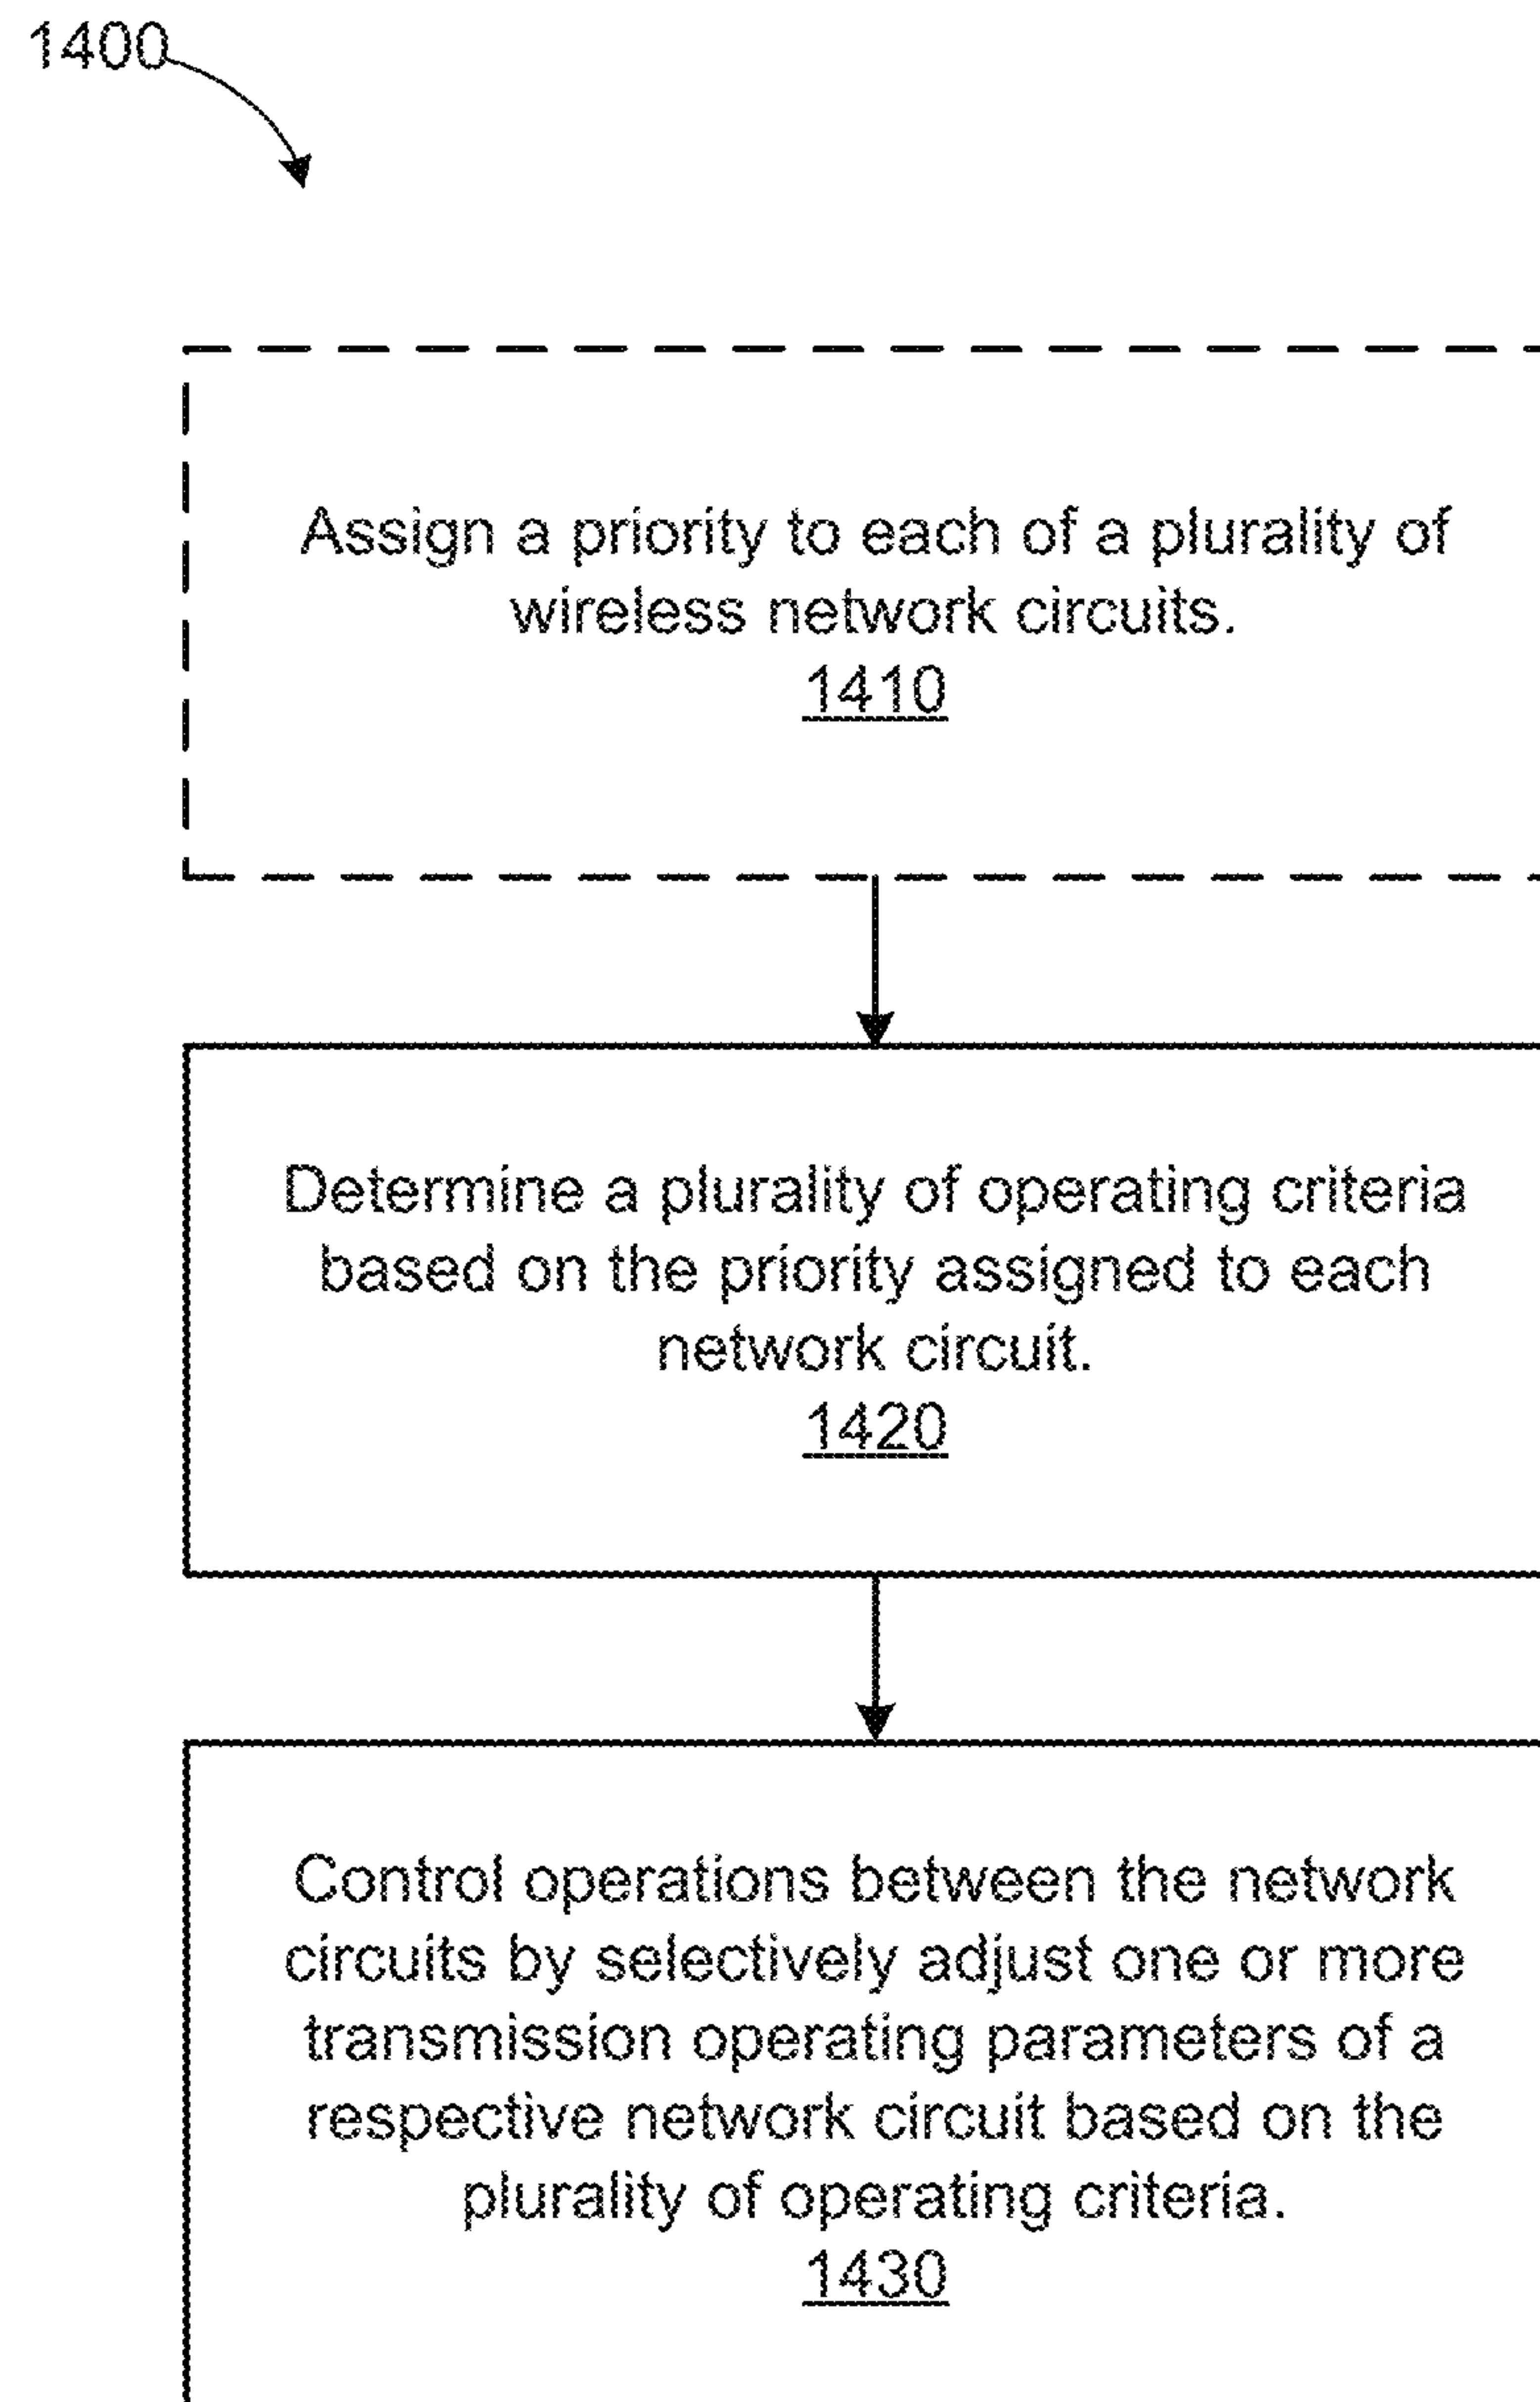 1400
Assign a priority to each of a plurality of
wireless network circuits.
1410
Determine a plurality of operating criteria
based on the priority assigned to each
network circuit.
1420
Control operations between the network
circuits by selectively adjust one or more
transmission operating parameters of a
respective network circuit based on the
plurality of operating criteria.
1430